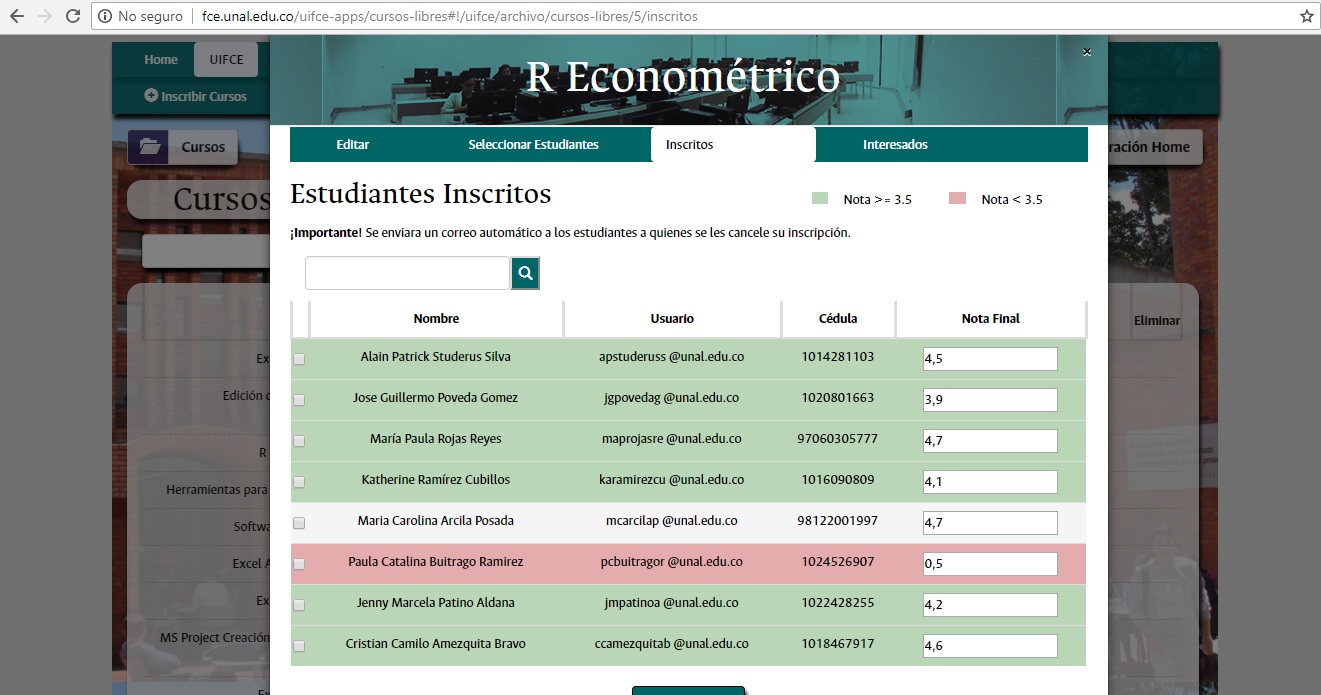 No seguro | fce.unal.edu.co/uifce-apps/cursos-libres#!/uifce/archivo/cursos-libres/5/inscritos
Home UIFCE
Inscribir Cursos
R Econométrico
×
Cursos
ración Home
Editar Seleccionar Estudiantes Inscritos Interesados
Cursos
Estudiantes Inscritos
Nota >= 3.5 Nota < 3.5
¡Importante! Se enviara un correo automático a los estudiantes a quienes se les cancele su inscripción.
Nombre Usuario Cédula Nota Final
Eliminar
Alain Patrick Studerus Silva apstuderuss @unal.edu.co 1014281103 4,5
Ex
Jose Guillermo Poveda Gomez jgpovedag @unal.edu.co 1020801663 3,9
Edición
María Paula Rojas Reyes maprojasre @unal.edu.co 97060305777 4,7
R
Katherine Ramírez Cubillos karamirezcu @unal.edu.co 1016090809 4,1
Herramientas para
Maria Carolina Arcila Posada mcarcilap @unal.edu.co 98122001997 4,7
Softwa
Paula Catalina Buitrago Ramirez pcbuitragor @unal.edu.co 1024526907 0,5
Excel A
Jenny Marcela Patino Aldana jmpatinoa @unal.edu.co 1022428255 4,2
Ex
Cristian Camilo Amezquita Bravo ccamezquitab @unal.edu.co 1018467917 4,6
MS Project Creación
Ex